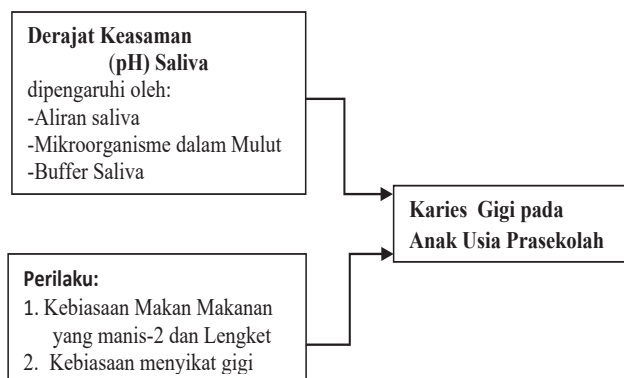 Derajat Keasaman
(pH) Saliva
dipengaruhi oleh:
-Aliran saliva
-Mikroorganisme dalam Mulut
-Buffer Saliva
Karies Gigi pada
Anak Usia Prasekolah
Perilaku:
1. Kebiasaan Makan Makanan
yang manis-2 dan Lengket
2. Kebiasaan menyikat gigi